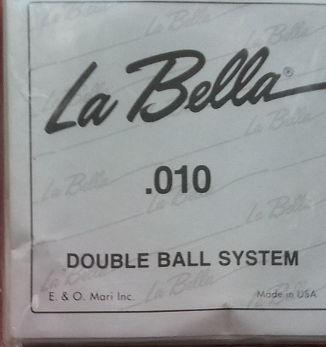 La Bella®
.010
DOUBLE BALL SYSTEM
E. & O. Mari Inc. Made in USA